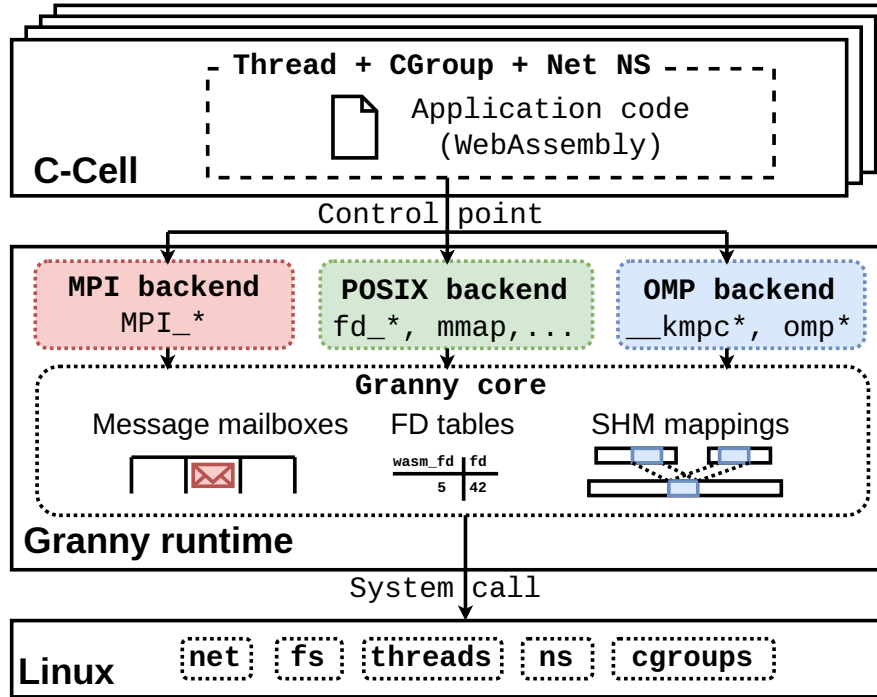 Thread + CGroup + Net NS
Application code
(WebAssembly)
C-Cell
Control point
MPI backend
MPI_*
POSIX backend
fd_*, mmap,...
OMP backend
__kmpc*, omp*
Granny core
Message mailboxes
FD tables
SHM mappings
wasm_fd fd
5 42
Granny runtime
System call
Linux
net
fs
threads
ns
cgroups